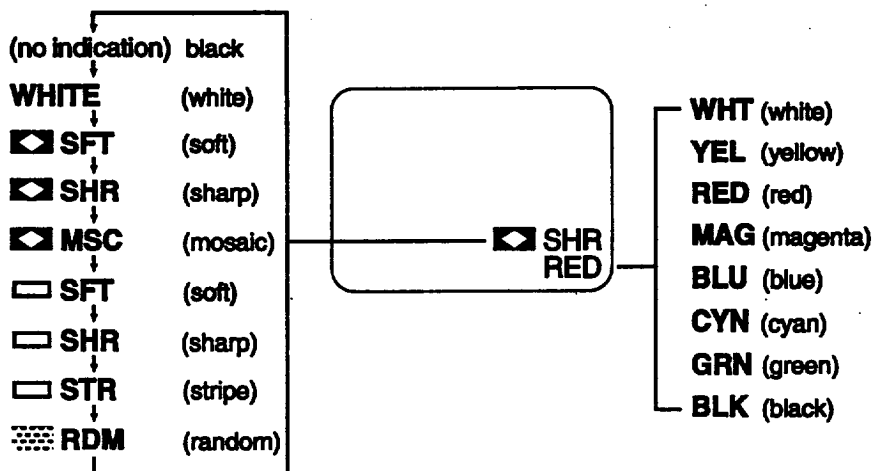 (no indication) black
WHITE (white)
SFT (soft)
SHR (sharp)
MSC (mosaic)
SFT (soft)
SHR (sharp)
STR (stripe)
RDM (random)
SHR
RED
WHT (white)
YEL (yellow)
RED (red)
MAG (magenta)
BLU (blue)
CYN (cyan)
GRN (green)
BLK (black)